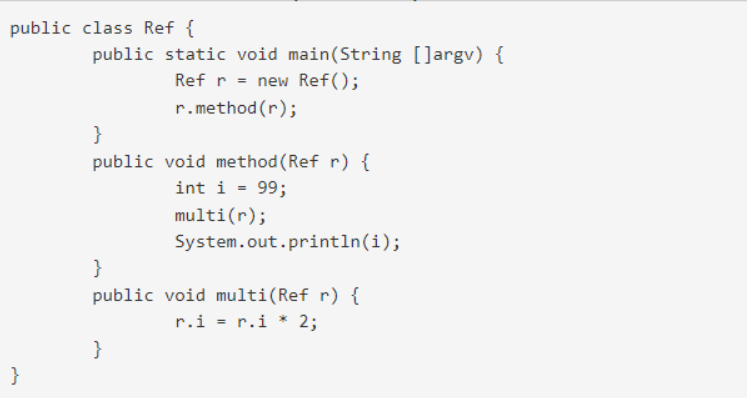 public class Ref {
public static void main(String []argv) {
Ref r = new Ref();
r.method(r);
}
public void method(Ref r) {
int i = 99;
multi(r);
System.out.println(i);
}
public void multi(Ref r) {
r.i = r.i * 2;
}
}